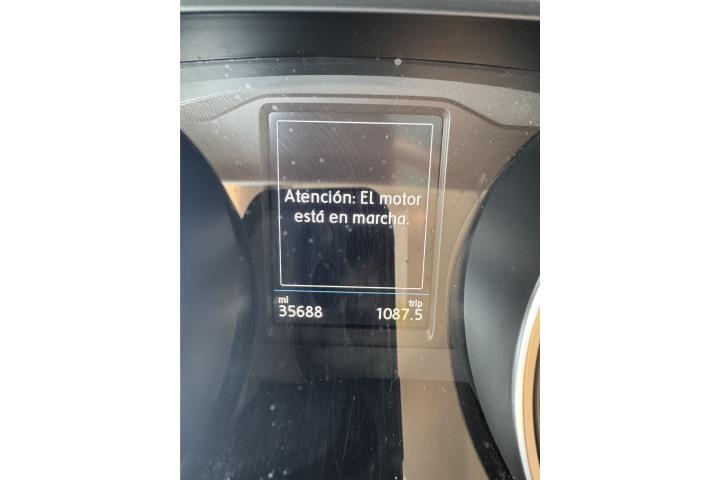 Atención: El motor
está en marcha.
mi trip
35688 1087.5